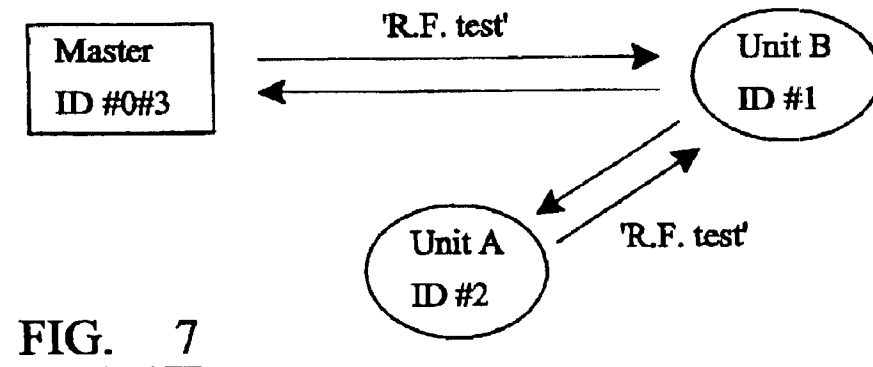 'R.F. test'
Master
ID #0#3
Unit B
ID #1
Unit A
ID #2
'R.F. test'
FIG. 7